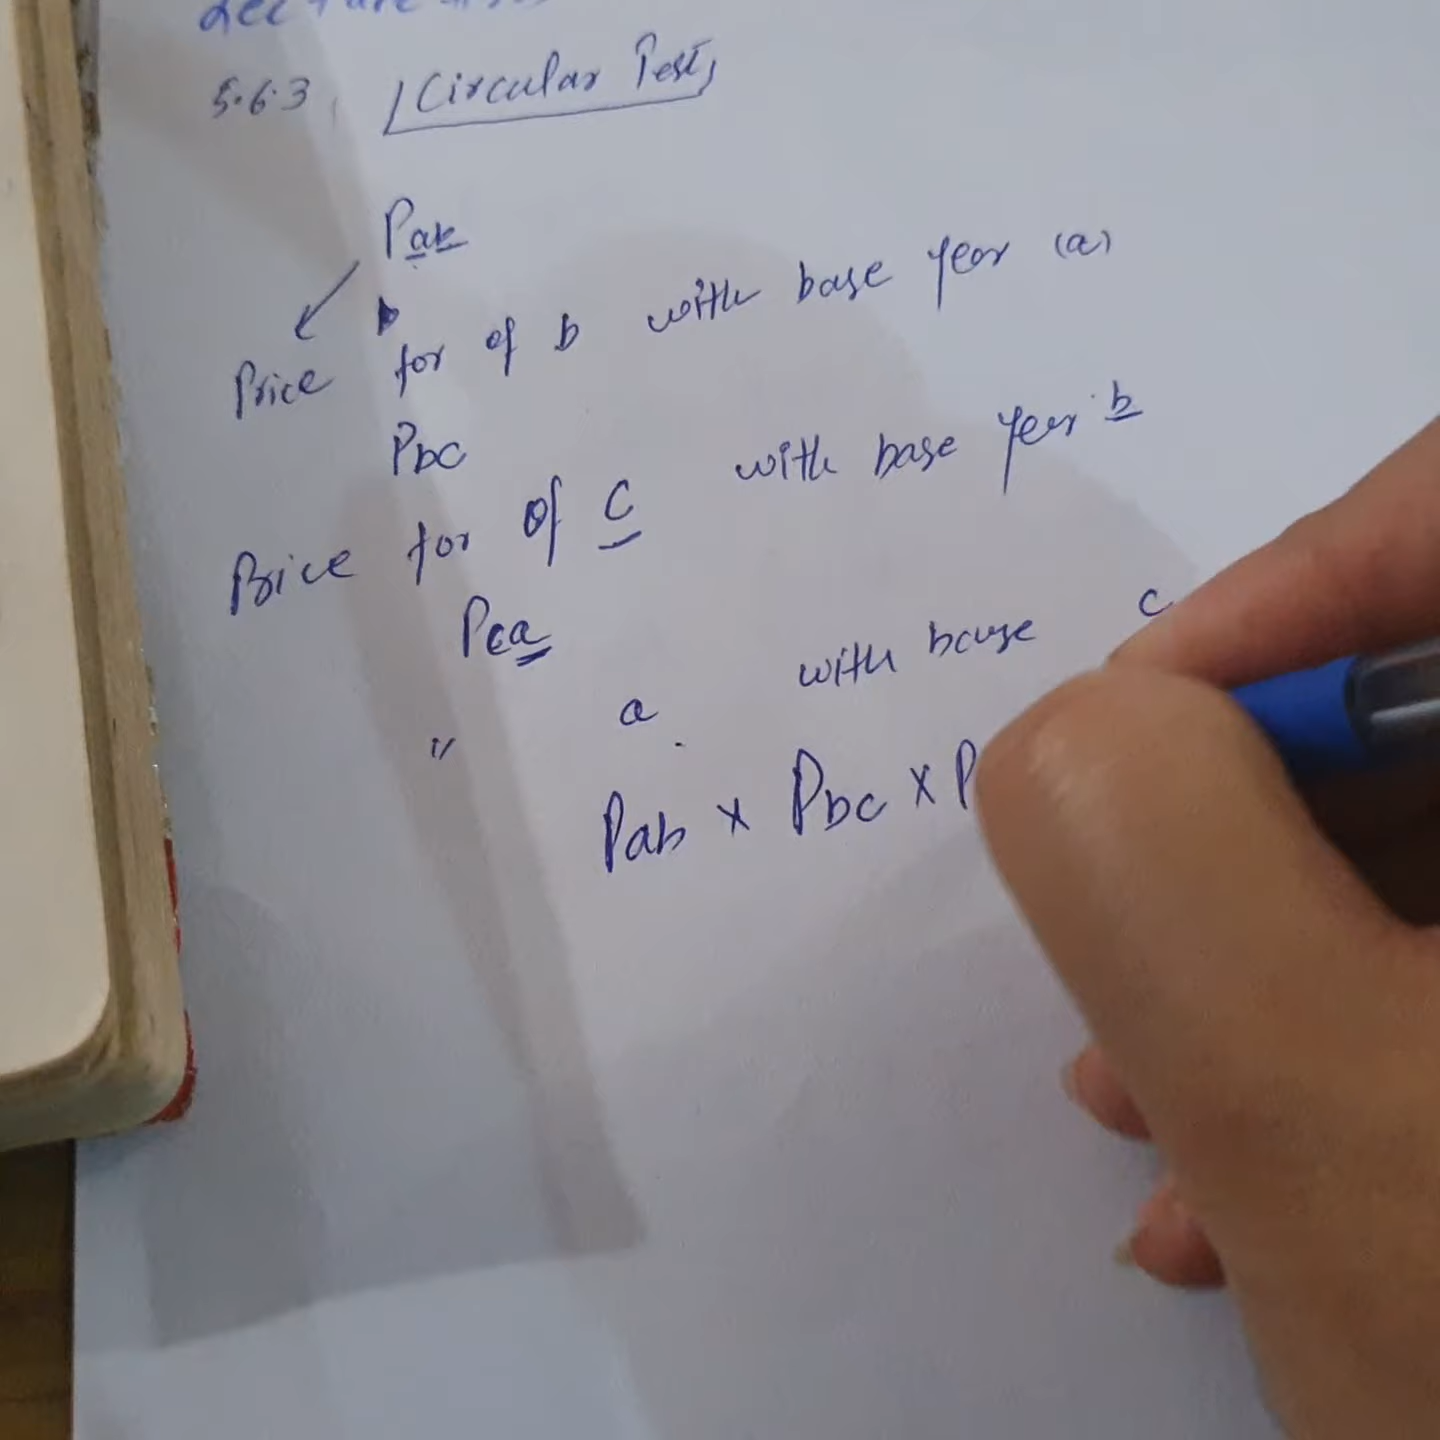 Lecture
5.6.3 Circular Test
Pab
Price for of b with base year (a)
Pbc
Price for of C with base year b
Pca
" a with base c
Pab × Pbc × P